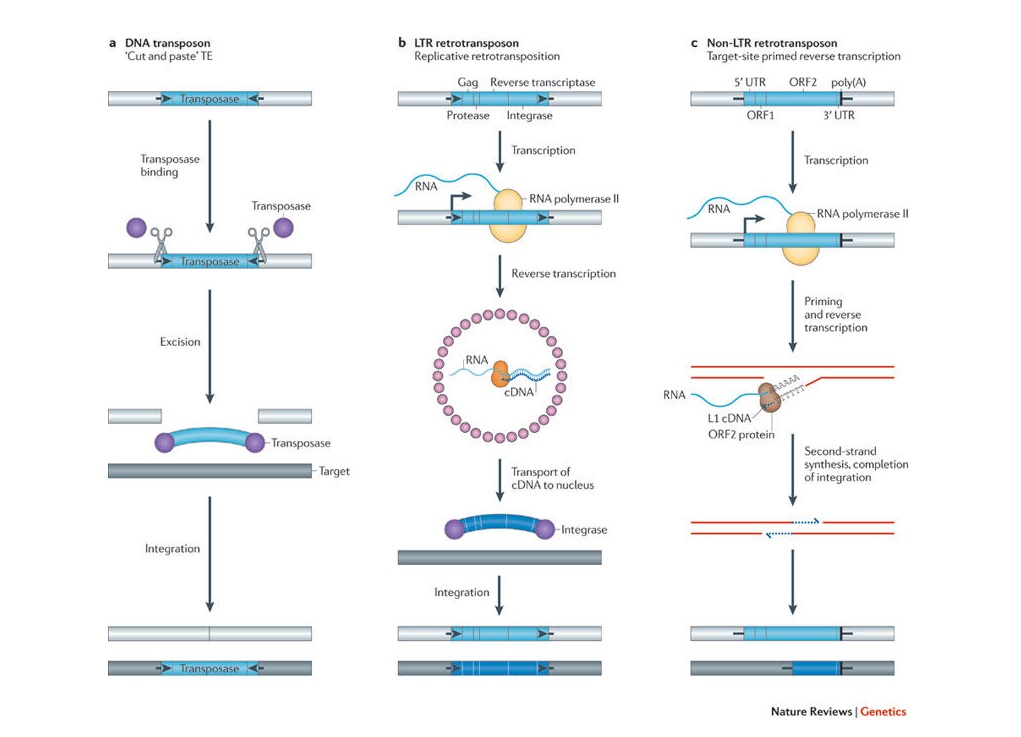 a DNA transposon
'Cut and paste' TE
Transposase
Transposase
binding
Transposase
Transposase
Excision
Transposase
Target
Integration
Transposase
b LTR retrotransposon
Replicative retrotransposition
Gag Reverse transcriptase
Protease Integrase
Transcription
RNA
RNA polymerase II
Reverse transcription
RNA
cDNA
Transport of
cDNA to nucleus
Integrase
Integration
c Non-LTR retrotransposon
Target-site primed reverse transcription
5′ UTR ORF2 poly(A)
ORF1 3′ UTR
Transcription
RNA
RNA polymerase II
Priming
and reverse
transcription
AAAAA
TTTTT
RNA
L1 cDNA
ORF2 protein
Second-strand
synthesis, completion
of integration
Nature Reviews | Genetics